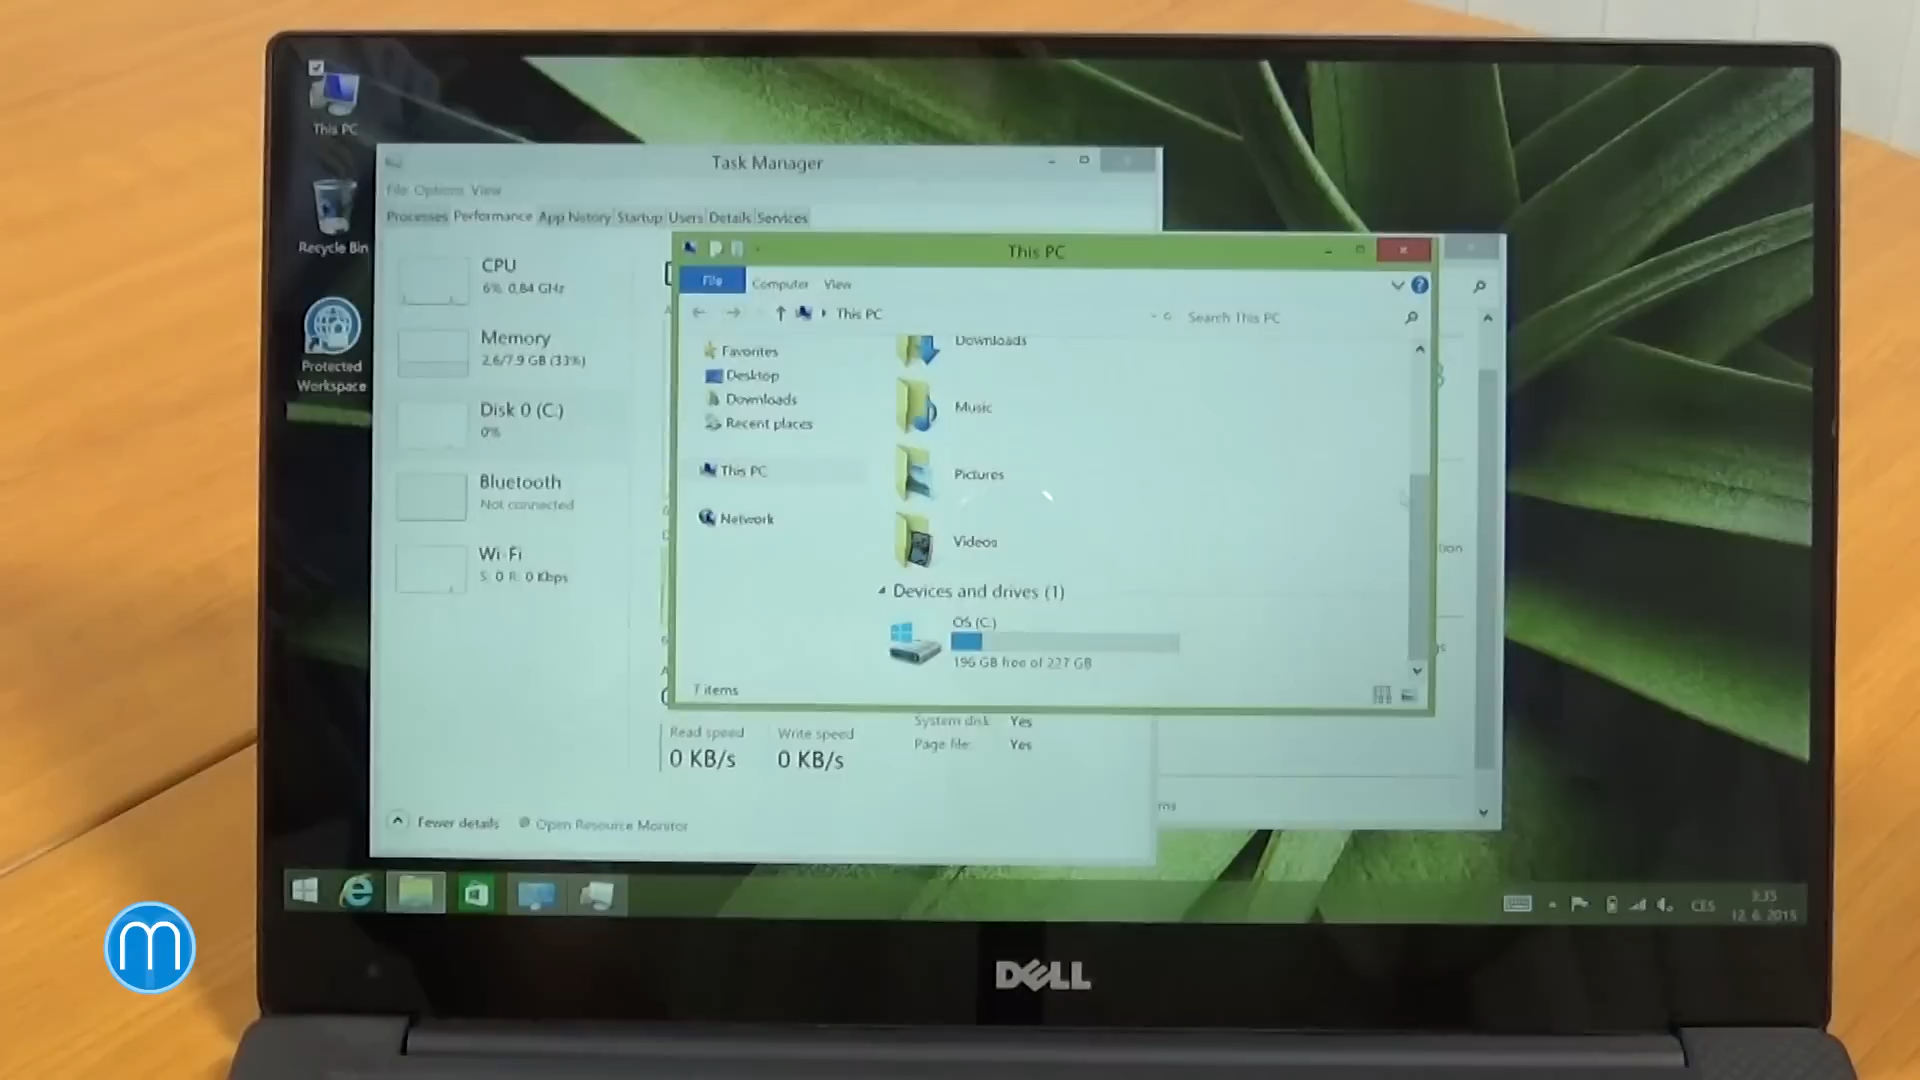 This PC
Recycle Bin
Protected
Workspace
Task Manager
File Options View
Processes Performance App history Startup Users Details Services
CPU
6% 0,84 GHz
Memory
2,6/7,9 GB (33%)
Disk 0 (C:)
0%
Bluetooth
Not connected
Wi-Fi
S: 0 R: 0 Kbps
This PC
File Computer View
This PC
Search This PC
Favorites
Desktop
Downloads
Recent places
This PC
Network
Downloads
Music
Pictures
Videos
Devices and drives (1)
OS (C:)
196 GB free of 227 GB
7 items
Read speed
0 KB/s
Write speed
0 KB/s
System disk: Yes
Page file: Yes
Fewer details
Open Resource Monitor
CES
3:35
12. 6. 2015
DELL
m